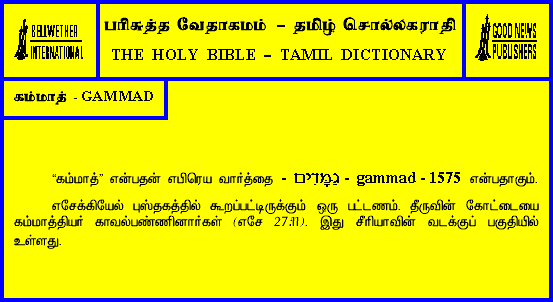 BELLWETHER
INTERNATIONAL
பரிசுத்த வேதாகமம் – தமிழ் சொல்லகராதி
THE HOLY BIBLE – TAMIL DICTIONARY
GOOD NEWS
PUBLISHERS
கம்மாத் - GAMMAD
“கம்மாத்” என்பதன் எபிரெய வார்த்தை - גַמָּדִים - gammad - 1575 என்பதாகும்.
எசேக்கியேல் புஸ்தகத்தில் கூறப்பட்டிருக்கும் ஒரு பட்டணம். தீருவின் கோட்டையை
கம்மாத்தியர் காவல்பண்ணினார்கள் (எசே 27:11). இது சீரியாவின் வடக்குப் பகுதியில்
உள்ளது.